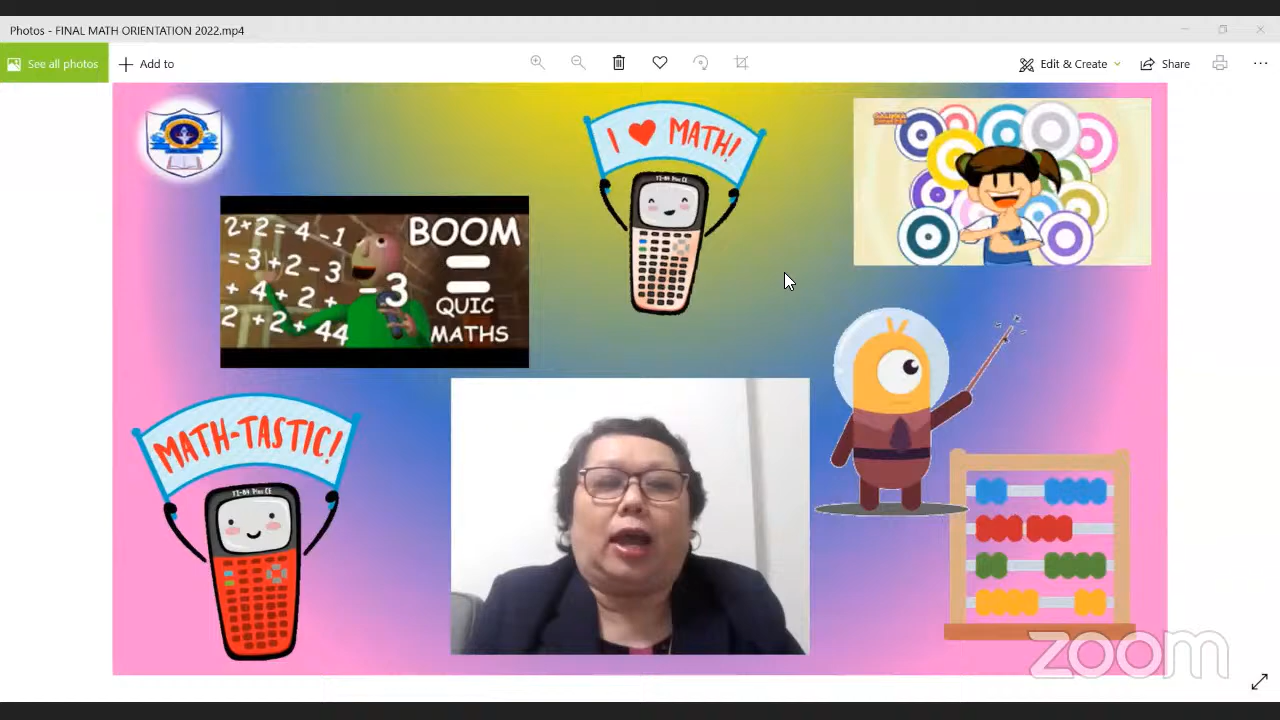 Photos - FINAL MATH ORIENTATION 2022.mp4
See all photos
Add to
Edit & Create
Share
I ❤ MATH!
2+2=4-1
=3+2-3
+4+2+ -3
2+2+44
BOOM
=
QUIC
MATHS
MATH-TASTIC!
zoom